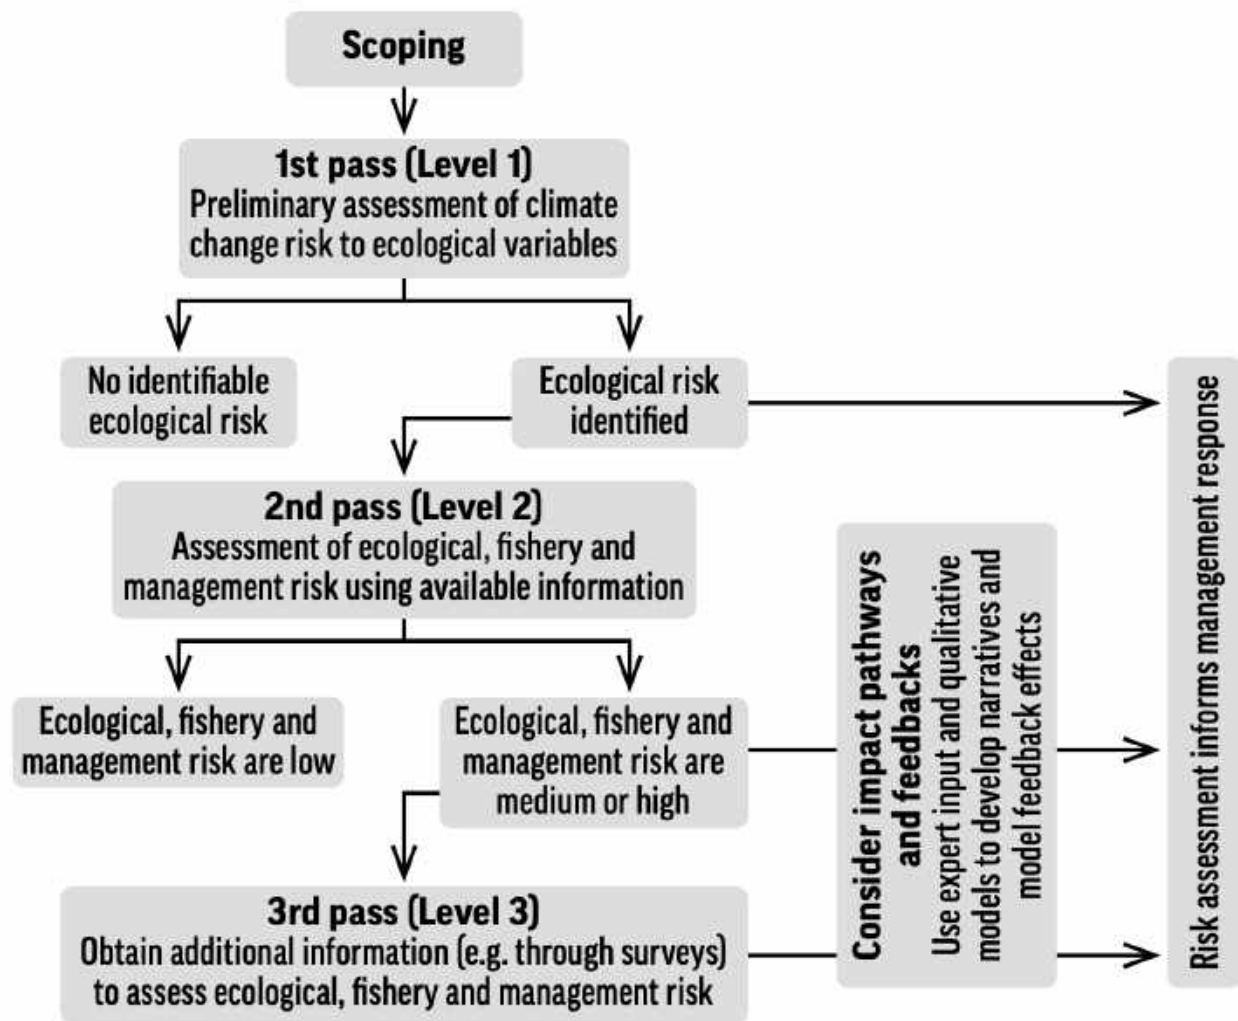 Scoping
1st pass (Level 1)
Preliminary assessment of climate
change risk to ecological variables
No identifiable
ecological risk
Ecological risk
identified
2nd pass (Level 2)
Assessment of ecological, fishery and
management risk using available information
Ecological, fishery and
management risk are low
Ecological, fishery and
management risk are
medium or high
3rd pass (Level 3)
Obtain additional information (e.g. through surveys)
to assess ecological, fishery and management risk
Consider impact pathways
and feedbacks
Use expert input and qualitative
models to develop narratives and
model feedback effects
Risk assessment informs management response